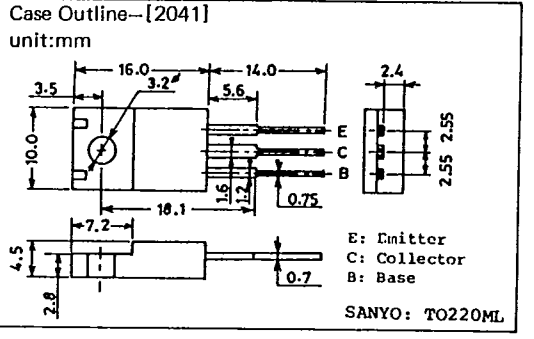 Case Outline—[2041]
unit:mm
16.0 14.0
3.5 3.2ø 5.6 2.4
10.0
E
C
B
2.55
2.55
1.6
1.2
0.75
18.1
7.2
4.5
2.8
0.7
E: Emitter
C: Collector
B: Base
SANYO: TO220ML